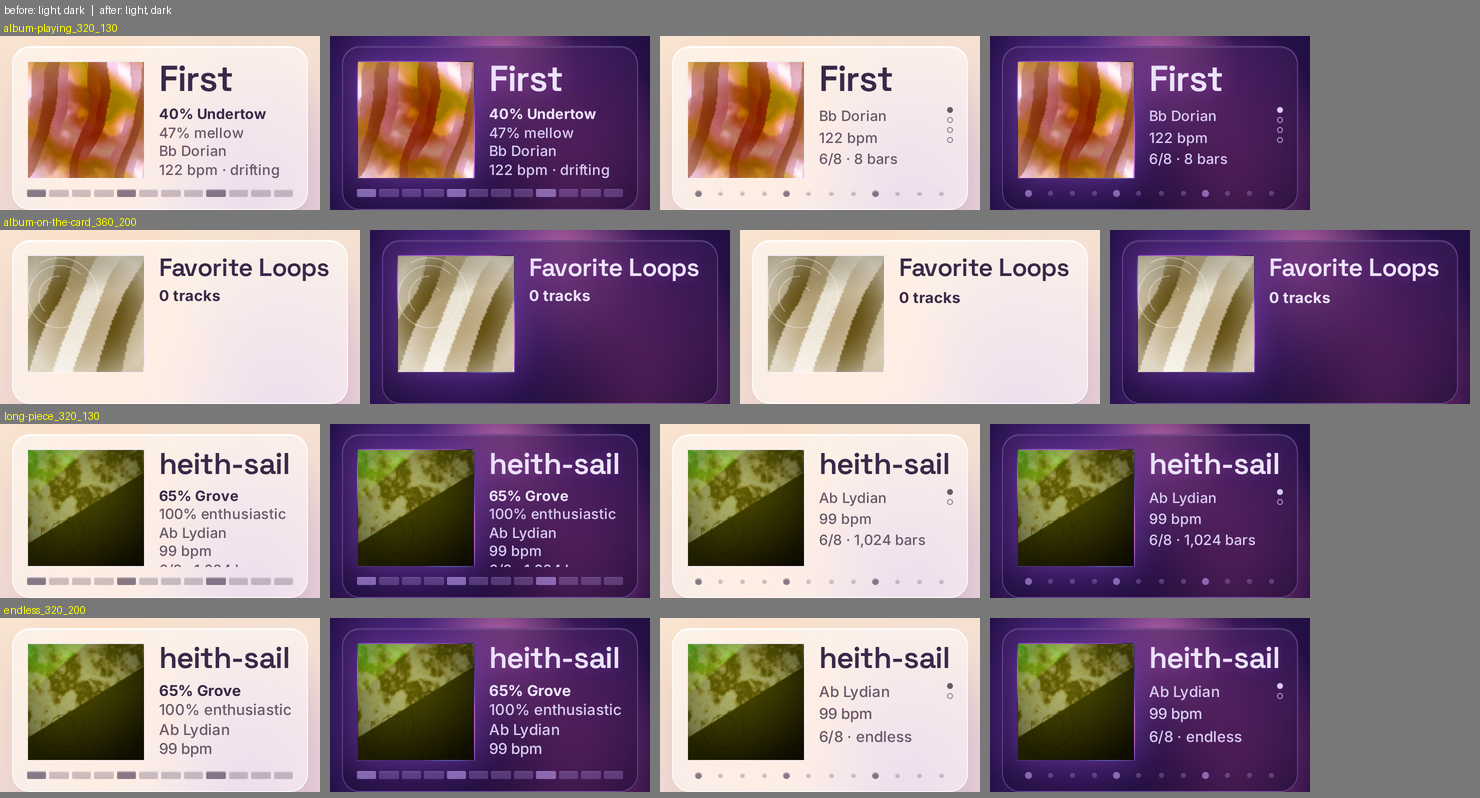 before: light, dark | after: light, dark
album-playing_320_130
First
40% Undertow
47% mellow
Bb Dorian
122 bpm · drifting
First
40% Undertow
47% mellow
Bb Dorian
122 bpm · drifting
First
Bb Dorian
122 bpm
6/8 · 8 bars
First
Bb Dorian
122 bpm
6/8 · 8 bars
album-on-the-card_360_200
Favorite Loops
0 tracks
Favorite Loops
0 tracks
Favorite Loops
0 tracks
Favorite Loops
0 tracks
long-piece_320_130
heith-sail
65% Grove
100% enthusiastic
Ab Lydian
99 bpm
heith-sail
65% Grove
100% enthusiastic
Ab Lydian
99 bpm
heith-sail
Ab Lydian
99 bpm
6/8 · 1,024 bars
heith-sail
Ab Lydian
99 bpm
6/8 · 1,024 bars
endless_320_200
heith-sail
65% Grove
100% enthusiastic
Ab Lydian
99 bpm
heith-sail
65% Grove
100% enthusiastic
Ab Lydian
99 bpm
heith-sail
Ab Lydian
99 bpm
6/8 · endless
heith-sail
Ab Lydian
99 bpm
6/8 · endless